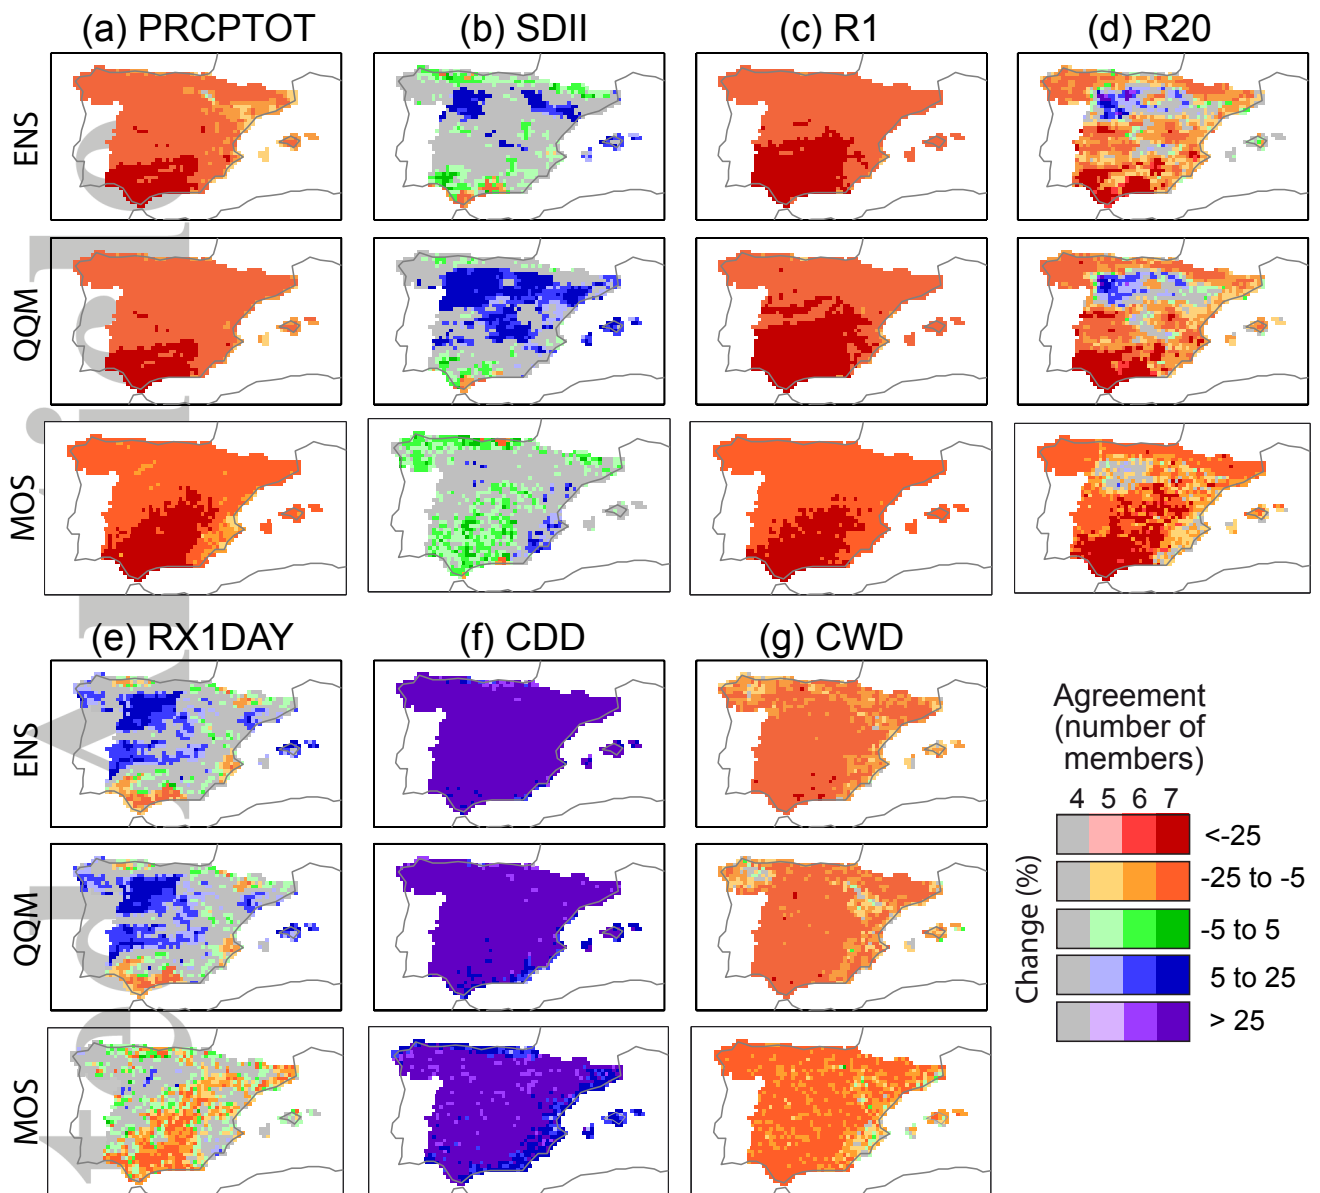 (a) PRCPTOT (b) SDII (c) R1 (d) R20
ENS
QQM
MOS
(e) RX1DAY (f) CDD (g) CWD
ENS
QQM
MOS
Agreement
(number of
members)
4 5 6 7
<-25
-25 to -5
-5 to 5
5 to 25
> 25
Change (%)